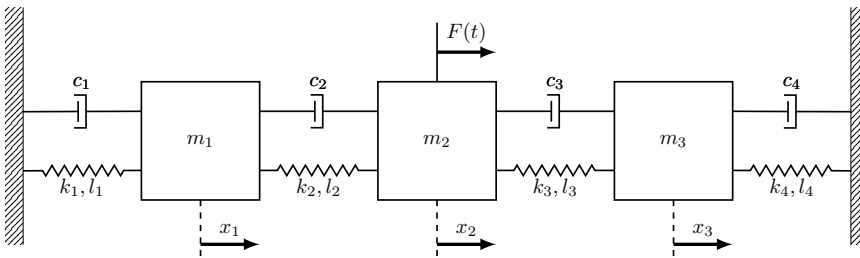 F(t)
c₁ c₂ c₃ c₄
m₁ m₂ m₃
k₁, l₁ k₂, l₂ k₃, l₃ k₄, l₄
x₁ x₂ x₃